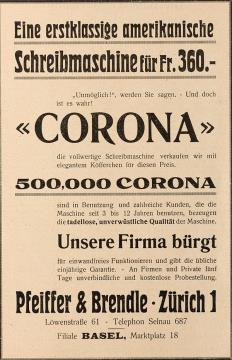 Eine erstklassige amerikanische
Schreibmaschine für Fr. 360.-
„Unmöglich!", werden Sie sagen. - Und doch
ist es wahr!
«CORONA»
die vollwertige Schreibmaschine verkaufen wir mit
elegantem Köfferchen für diesen Preis.
500,000 CORONA
sind in Benutzung und zahlreiche Kunden, die die
Maschine seit 3 bis 12 Jahren benutzen, bezeugen
die tadellose, unverwüstliche Qualität der Maschine.
Unsere Firma bürgt
für einwandfreies Funktionieren und gibt die übliche
einjährige Garantie. - An Firmen und Private fünf
Tage unverbindliche und kostenlose Probestellung.
Pfeiffer & Brendle · Zürich 1
Löwenstraße 61 - Telephon Selnau 687
Filiale BASEL, Marktplatz 18